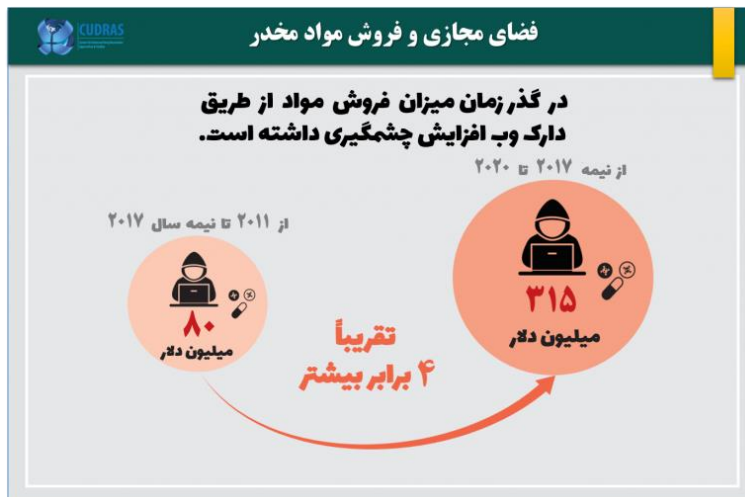 CUDRAS
فضای مجازی و فروش مواد مخدر
در گذر زمان میزان فروش مواد از طریق
دارک وب افزایش چشمگیری داشته است.
از نیمه ۲۰۱۷ تا ۲۰۲۰
از ۲۰۱۱ تا نیمه سال ۲۰۱۷
۳۱۵
میلیون دلار
۸۰
میلیون دلار
تقریباً
۴ برابر بیشتر